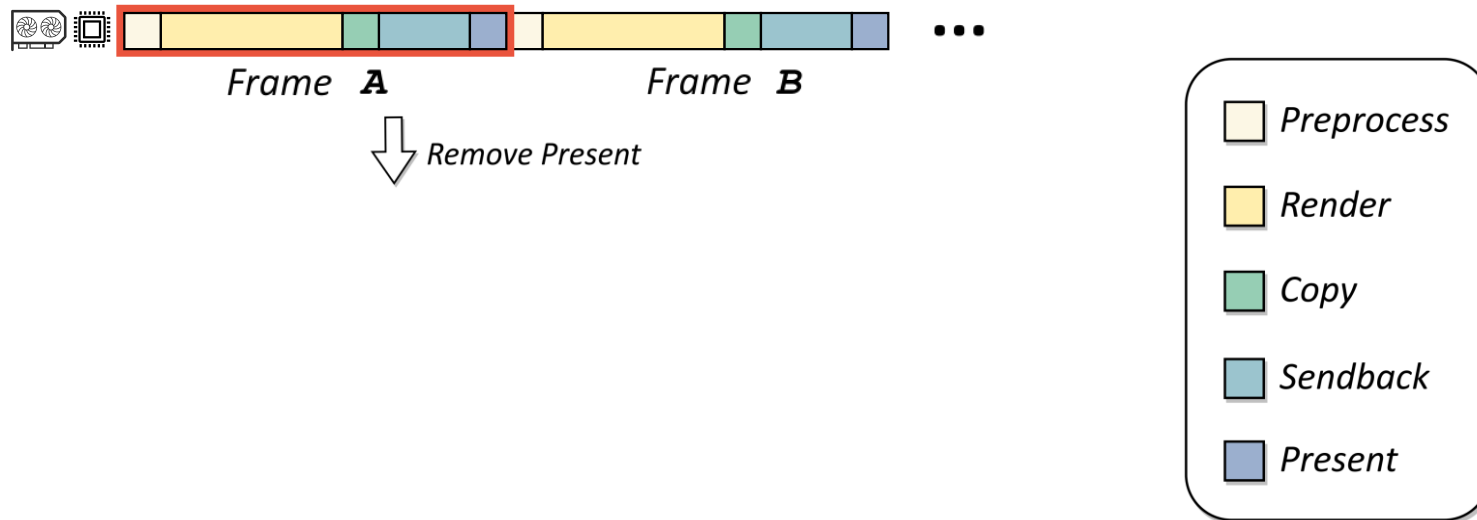 Frame A
Frame B
...
Remove Present
Preprocess
Render
Copy
Sendback
Present